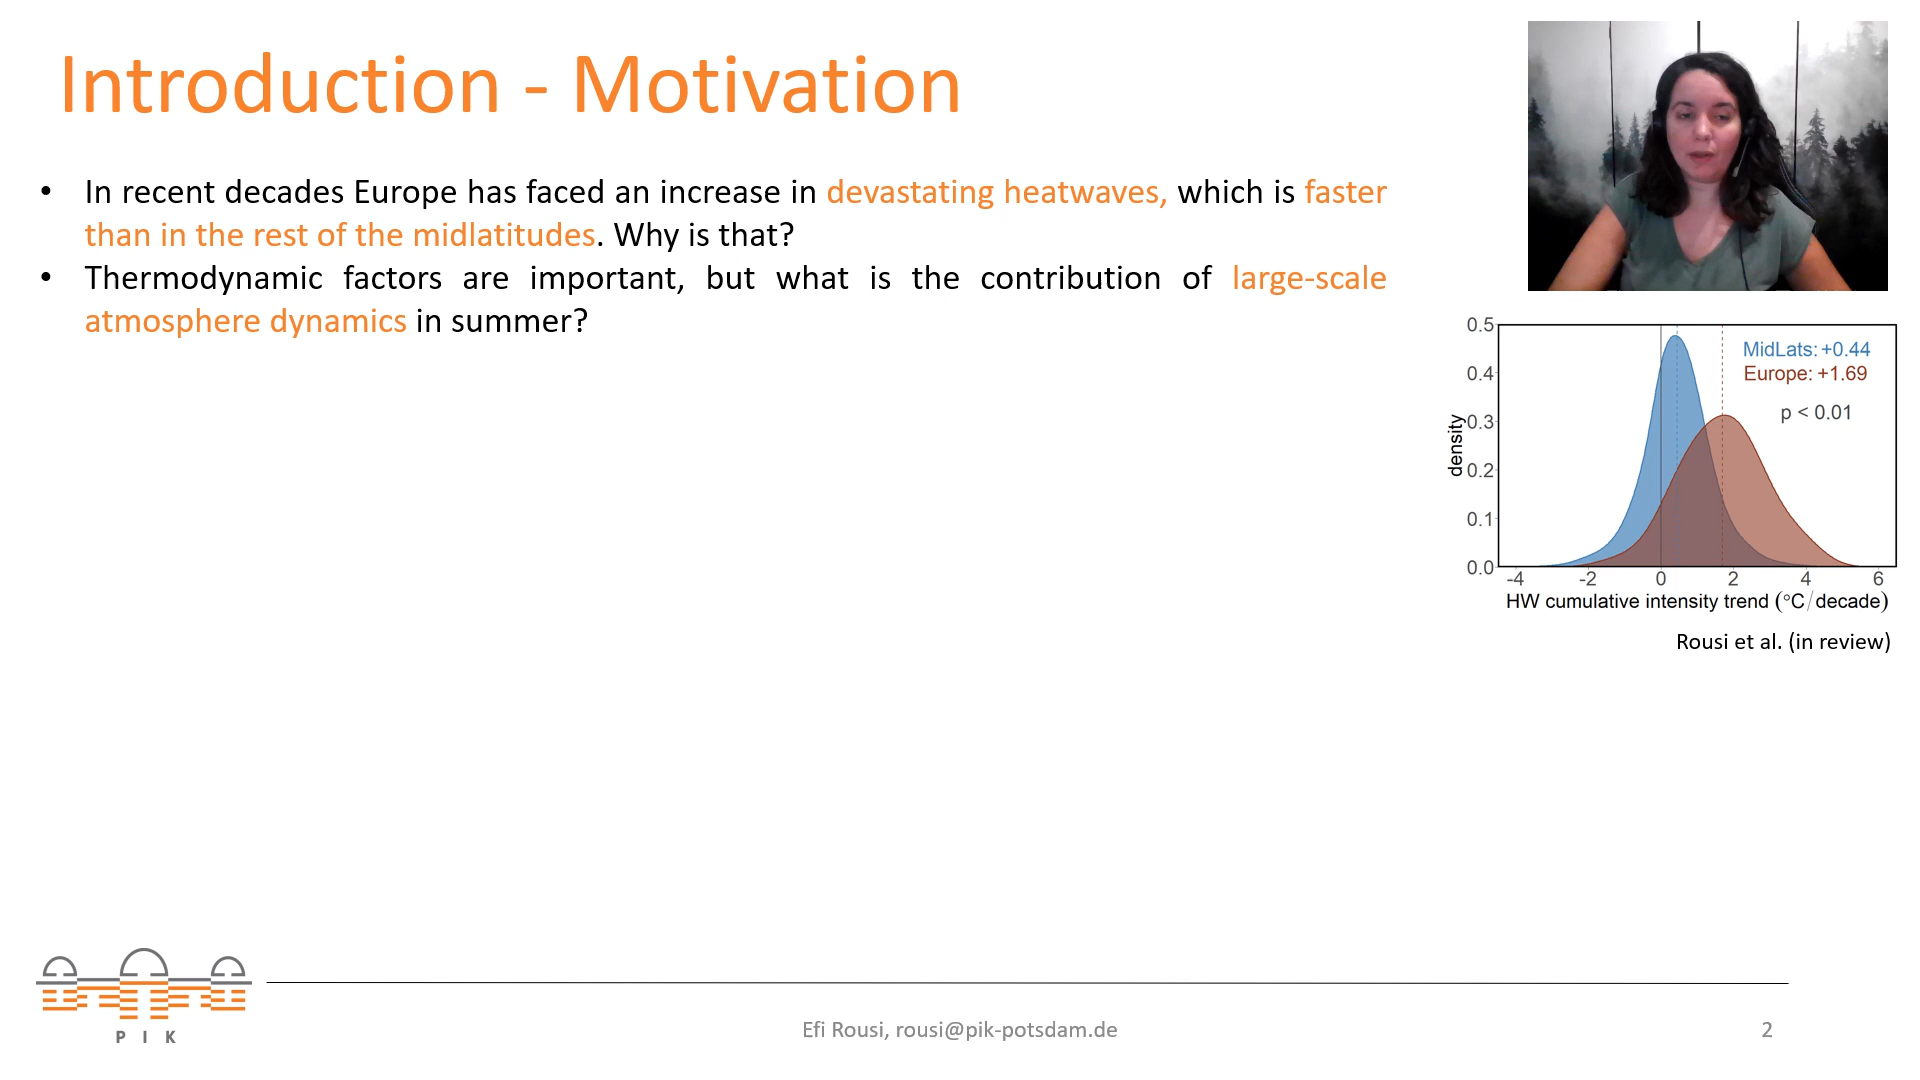 Introduction - Motivation
• In recent decades Europe has faced an increase in devastating heatwaves, which is faster
than in the rest of the midlatitudes. Why is that?
• Thermodynamic factors are important, but what is the contribution of large-scale
atmosphere dynamics in summer?
0.5
0.4
0.3
0.2
0.1
0.0
density
MidLats: +0.44
Europe: +1.69
p < 0.01
-4 -2 0 2 4 6
HW cumulative intensity trend (°C/decade)
Rousi et al. (in review)
P I K
Efi Rousi, rousi@pik-potsdam.de
2